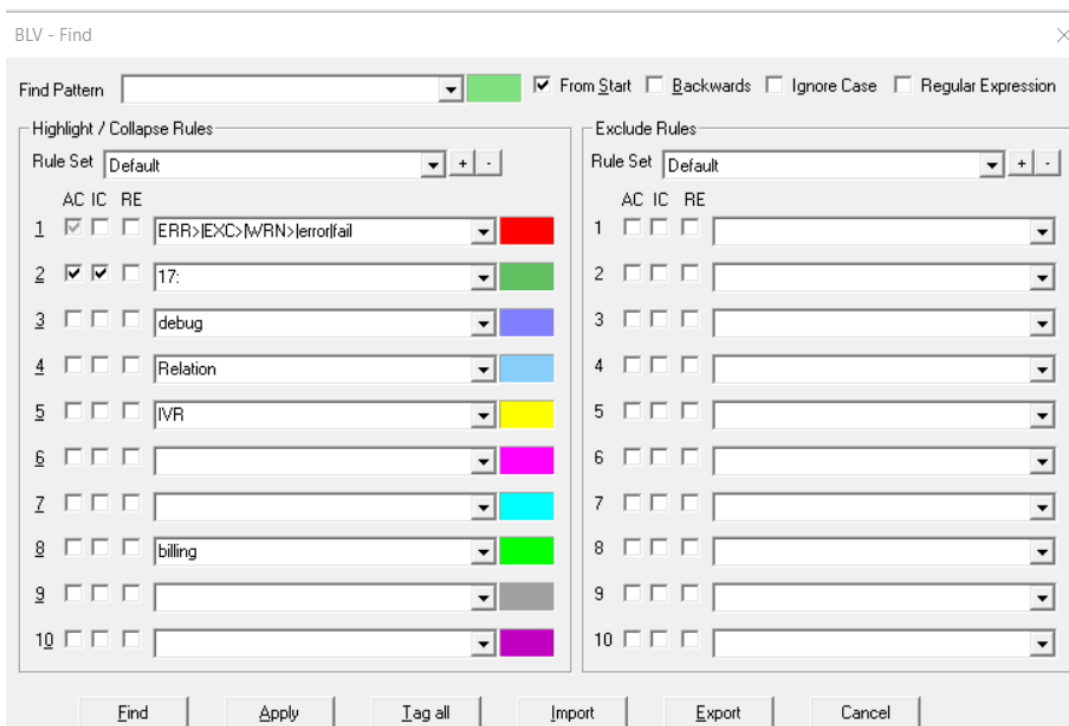 BLV - Find
Find Pattern From Start Backwards Ignore Case Regular Expression
Highlight / Collapse Rules
Rule Set Default + -
AC IC RE
1 ERR>|EXC>|WRN>|error|fail
2 17:
3 debug
4 Relation
5 IVR
6
7
8 billing
9
10
Exclude Rules
Rule Set Default + -
AC IC RE
1
2
3
4
5
6
7
8
9
10
Find Apply Tag all Import Export Cancel